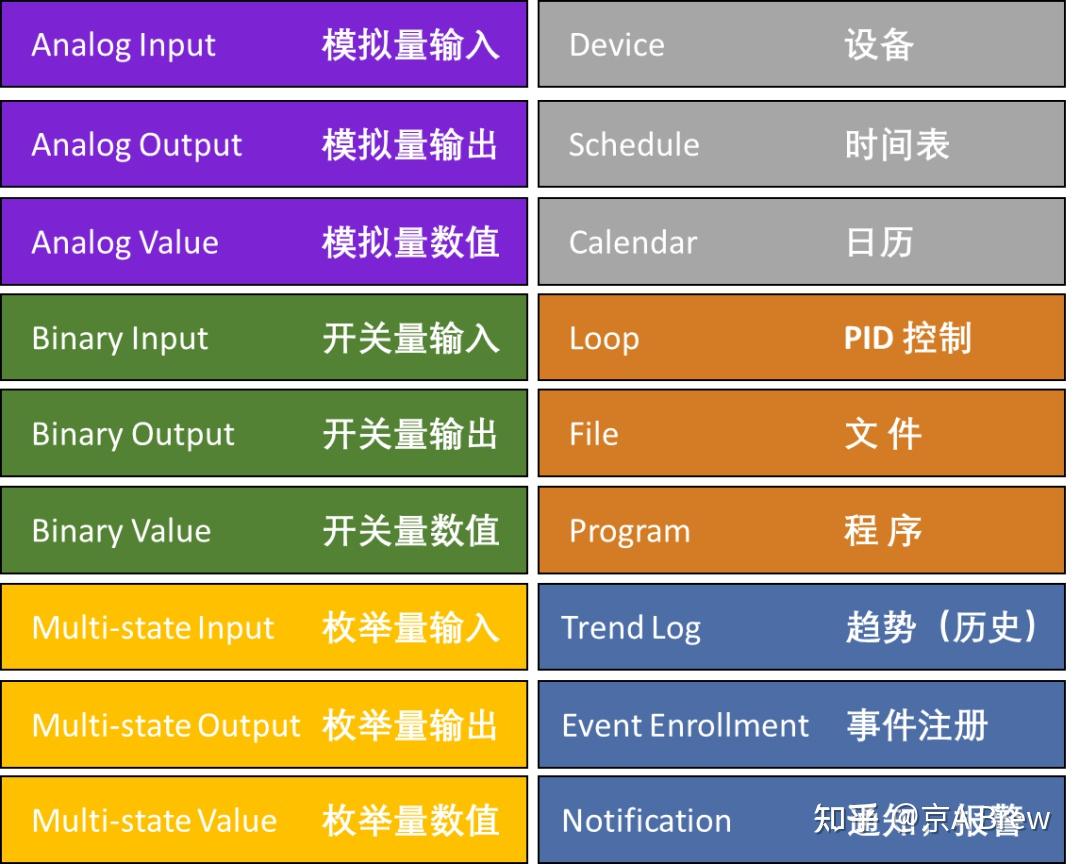 Analog Input 模拟量输入
Analog Output 模拟量输出
Analog Value 模拟量数值
Binary Input 开关量输入
Binary Output 开关量输出
Binary Value 开关量数值
Multi-state Input 枚举量输入
Multi-state Output 枚举量输出
Multi-state Value 枚举量数值
Device 设备
Schedule 时间表
Calendar 日历
Loop PID 控制
File 文 件
Program 程 序
Trend Log 趋势（历史）
Event Enrollment 事件注册
Notification 通知，报警
知乎 @京A Brew